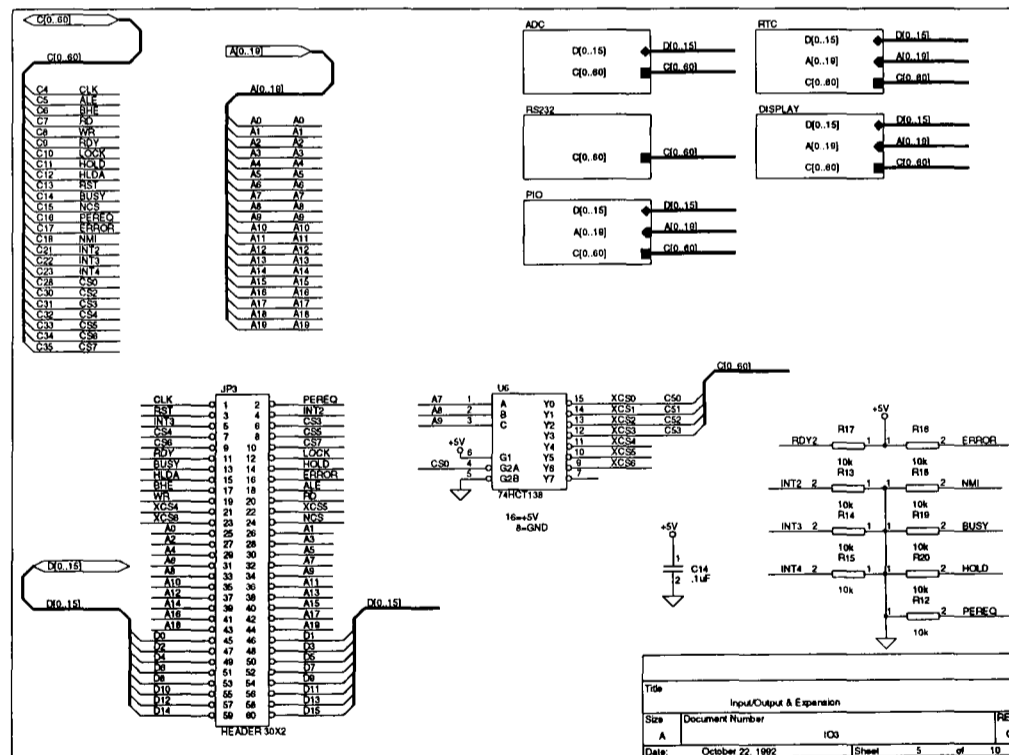 C[0..60]
C[0..60]
C4 CLK
C5 ALE
C6 BHE
C7 RD
C8 WR
C9 RDY
C10 LOCK
C11 HOLD
C12 HLDA
C13 RST
C14 BUSY
C15 NCS
C16 PEREQ
C17 ERROR
C18 NMI
C21 INT2
C22 INT3
C23 INT4
C28 CS0
C30 CS2
C31 CS3
C32 CS4
C33 CS5
C34 CS6
C35 CS7
A[0..19]
A[0..19]
A0 A0
A1 A1
A2 A2
A3 A3
A4 A4
A5 A5
A6 A6
A7 A7
A8 A8
A9 A9
A10 A10
A11 A11
A12 A12
A13 A13
A14 A14
A15 A15
A16 A16
A17 A17
A18 A18
A19 A19
ADC
D[0..15] D[0..15]
C[0..60] C[0..60]
RTC
D[0..15] D[0..15]
A[0..19] A[0..19]
C[0..60] C[0..60]
RS232
C[0..60] C[0..60]
DISPLAY
D[0..15] D[0..15]
A[0..19] A[0..19]
C[0..60] C[0..60]
PIO
D[0..15] D[0..15]
A[0..19] A[0..19]
C[0..60] C[0..60]
JP3
CLK 1 2 PEREQ
RST 3 4 INT2
INT3 5 6 CS3
CS4 7 8 CS5
CS6 9 10 CS7
RDY 11 12 LOCK
BUSY 13 14 HOLD
HLDA 15 16 ERROR
BHE 17 18 ALE
WR 19 20 RD
XCS4 21 22 XCS5
XCS6 23 24 NCS
A0 25 26 A1
A2 27 28 A3
A4 29 30 A5
A6 31 32 A7
A8 33 34 A9
A10 35 36 A11
A12 37 38 A13
A14 39 40 A15
A16 41 42 A17
A18 43 44 A19
D0 45 46 D1
D2 47 48 D3
D4 49 50 D5
D6 51 52 D7
D8 53 54 D9
D10 55 56 D11
D12 57 58 D13
D14 59 60 D15
HEADER 30X2
D[0..15]
D[0..15]
D[0..15]
U6
C[0..60]
A7 1 A Y0 15 XCS0 C50
A8 2 B Y1 14 XCS1 C51
A9 3 C Y2 13 XCS2 C52
Y3 12 XCS3 C53
Y4 11 XCS4
+5V 6 G1 Y5 10 XCS5
CS0 4 G2A Y6 9 XCS6
5 G2B Y7 7
74HCT138
16=+5V
8=GND
+5V
1
C14
2 .1uF
+5V
R17 R16
RDY2 1 1 2 ERROR
10k 10k
R13 R18
INT2 2 1 1 2 NMI
10k 10k
R14 R19
INT3 2 1 1 2 BUSY
10k 10k
R15 R20
INT4 2 1 1 2 HOLD
10k 10k
R12
1 2 PEREQ
10k
Title
Input/Output & Expansion
Size Document Number RE
A IO3
Date: October 22, 1992 Sheet 5 of 10